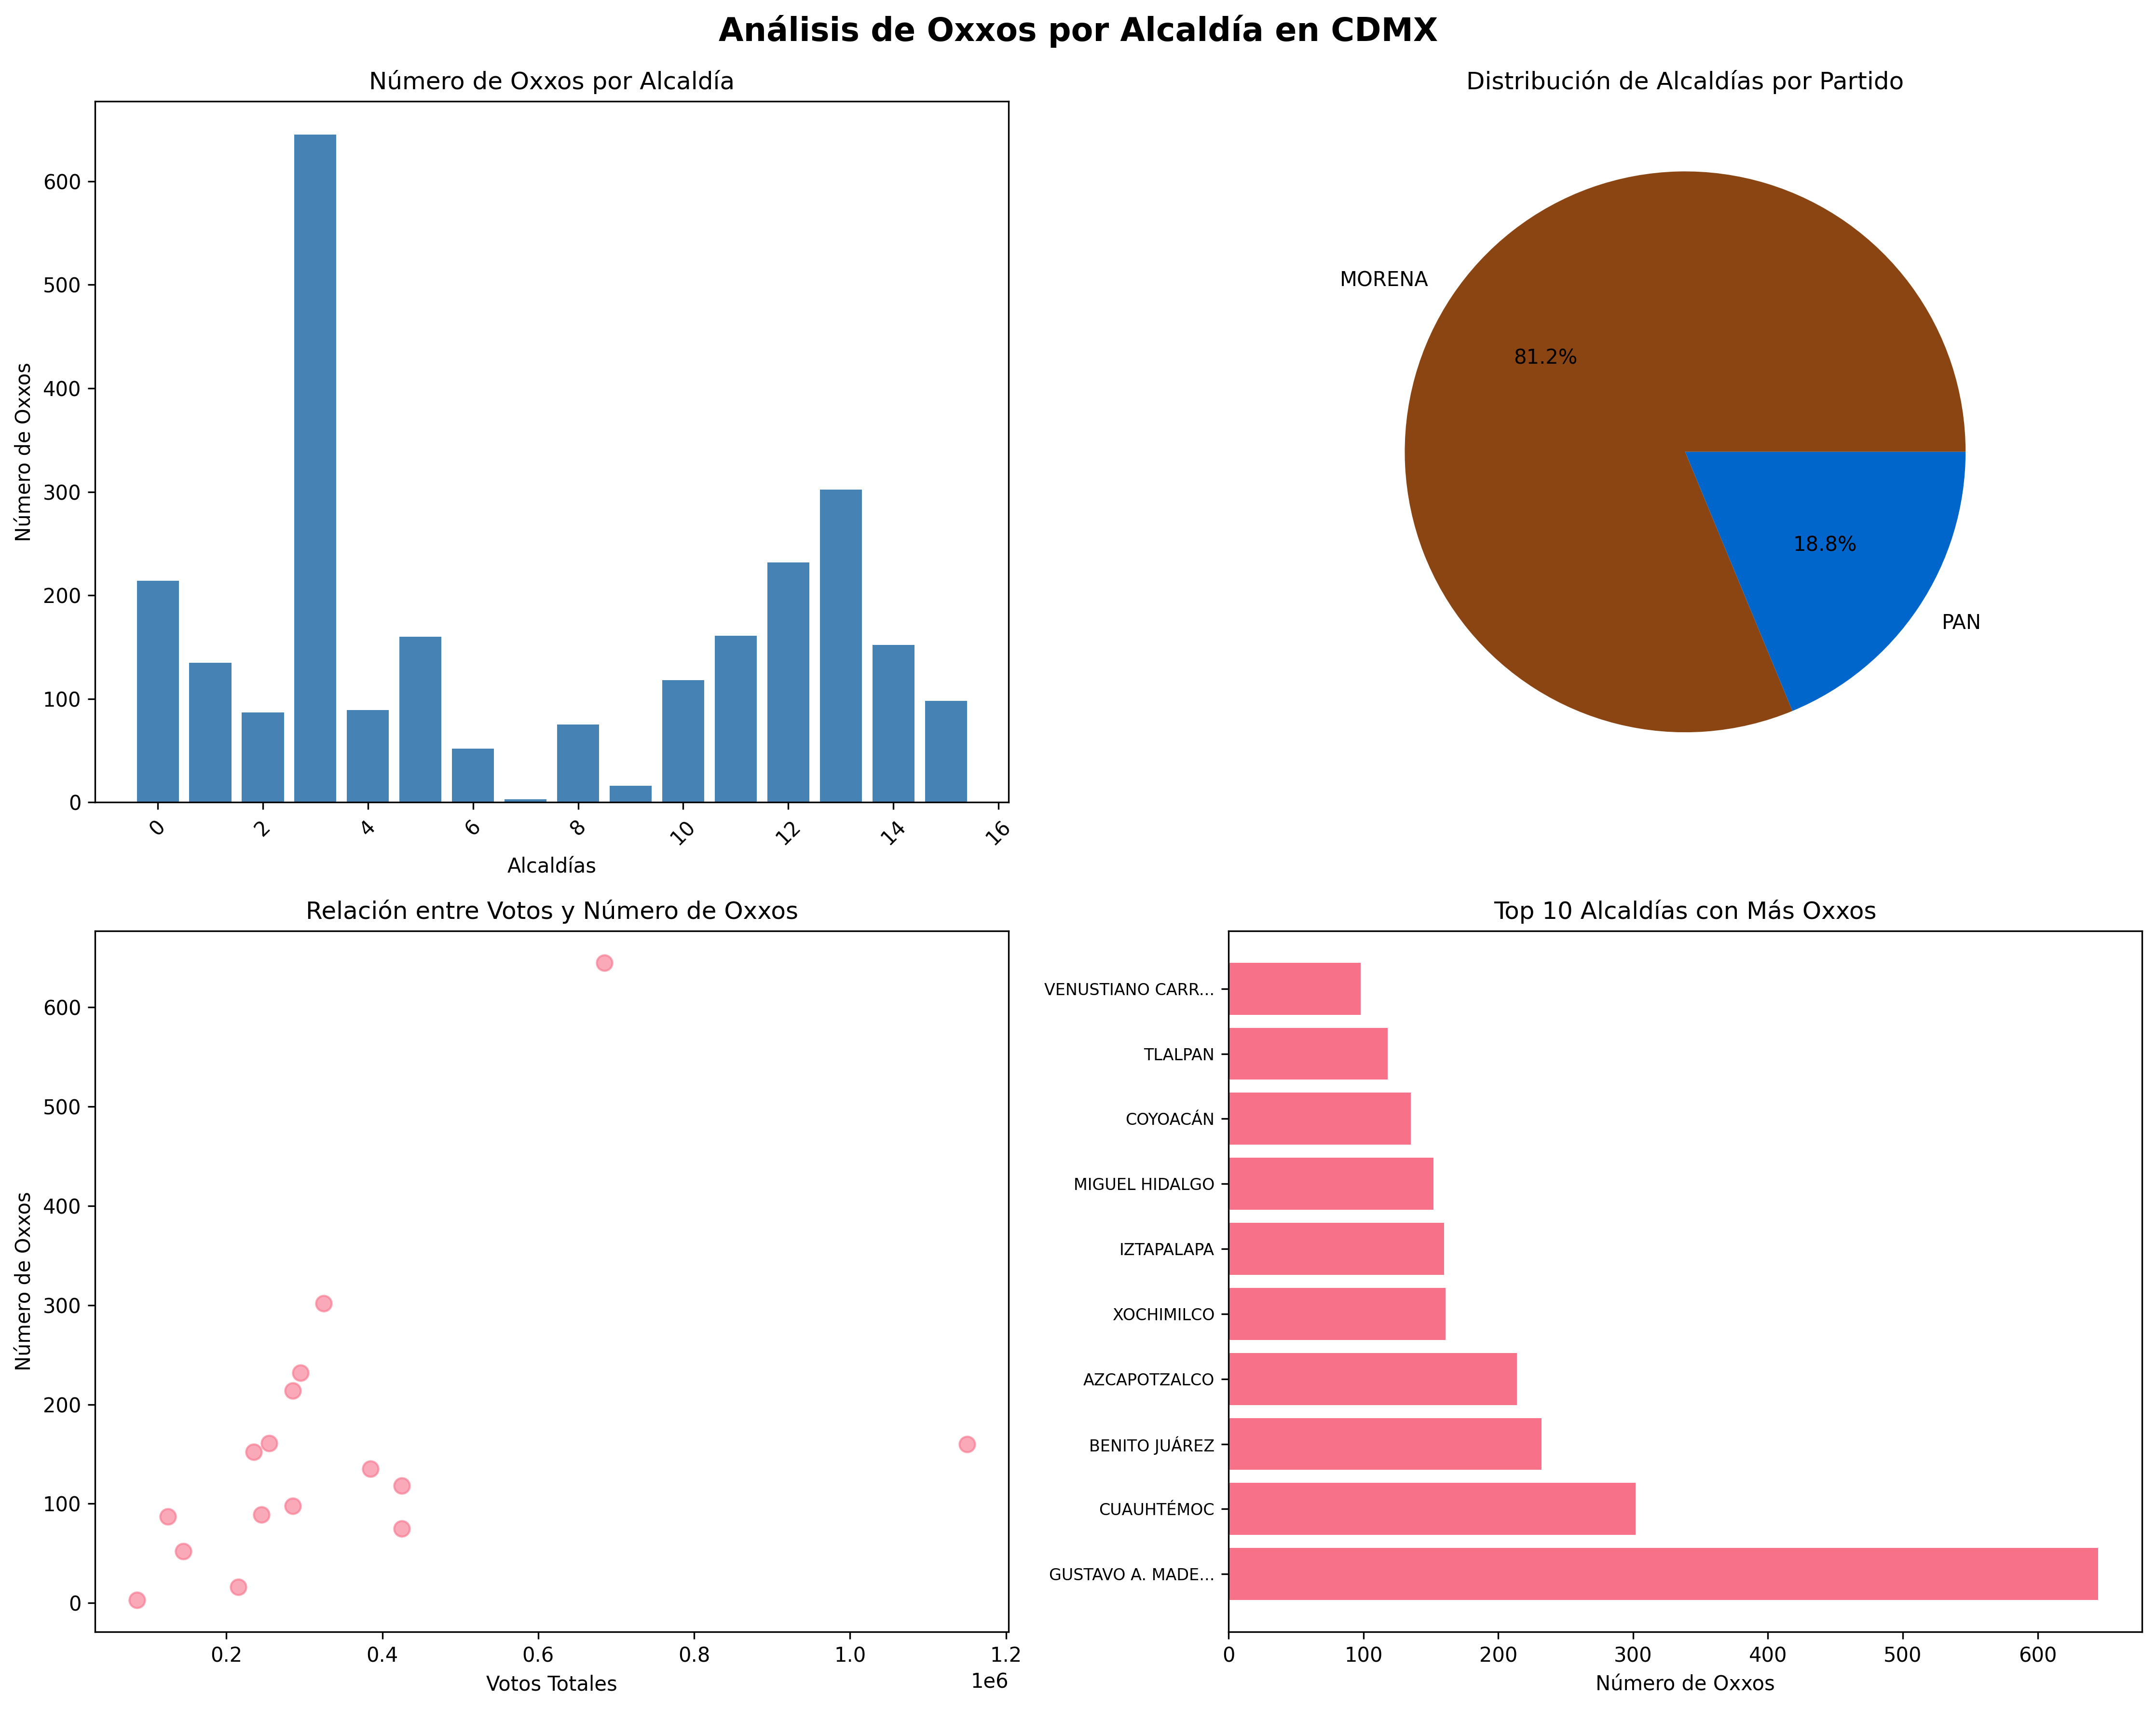 Análisis de Oxxos por Alcaldía en CDMX
Número de Oxxos por Alcaldía
Número de Oxxos
600
500
400
300
200
100
0
0
2
4
6
8
10
12
14
16
Alcaldías
Distribución de Alcaldías por Partido
MORENA
81.2%
18.8%
PAN
Relación entre Votos y Número de Oxxos
Número de Oxxos
600
500
400
300
200
100
0
0.2
0.4
0.6
0.8
1.0
1.2
1e6
Votos Totales
Top 10 Alcaldías con Más Oxxos
VENUSTIANO CARR...
TLALPAN
COYOACÁN
MIGUEL HIDALGO
IZTAPALAPA
XOCHIMILCO
AZCAPOTZALCO
BENITO JUÁREZ
CUAUHTÉMOC
GUSTAVO A. MADE...
0
100
200
300
400
500
600
Número de Oxxos